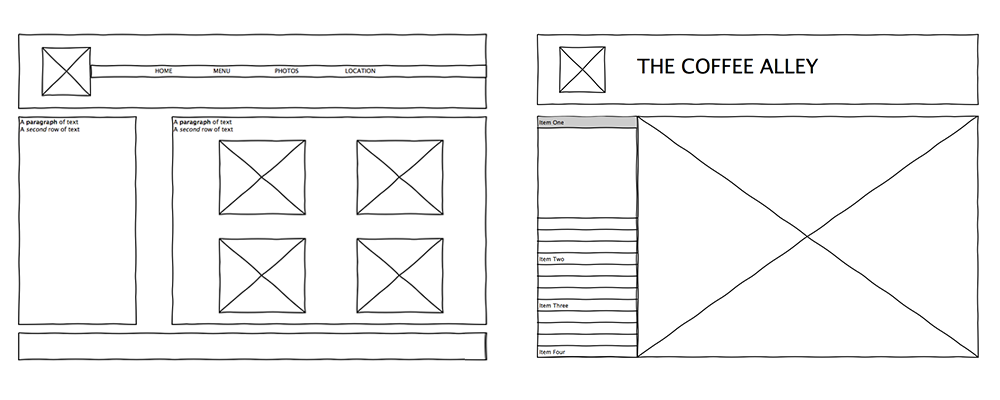 HOME MENU PHOTOS LOCATION
A paragraph of text
A second row of text
A paragraph of text
A second row of text
THE COFFEE ALLEY
Item One
Item Two
Item Three
Item Four